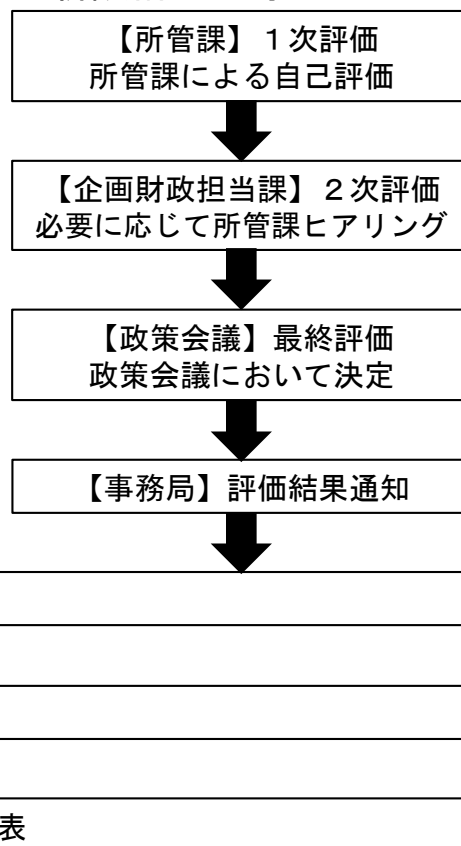 【所管課】１次評価
所管課による自己評価
【企画財政担当課】２次評価
必要に応じて所管課ヒアリング
【政策会議】最終評価
政策会議において決定
【事務局】評価結果通知
表